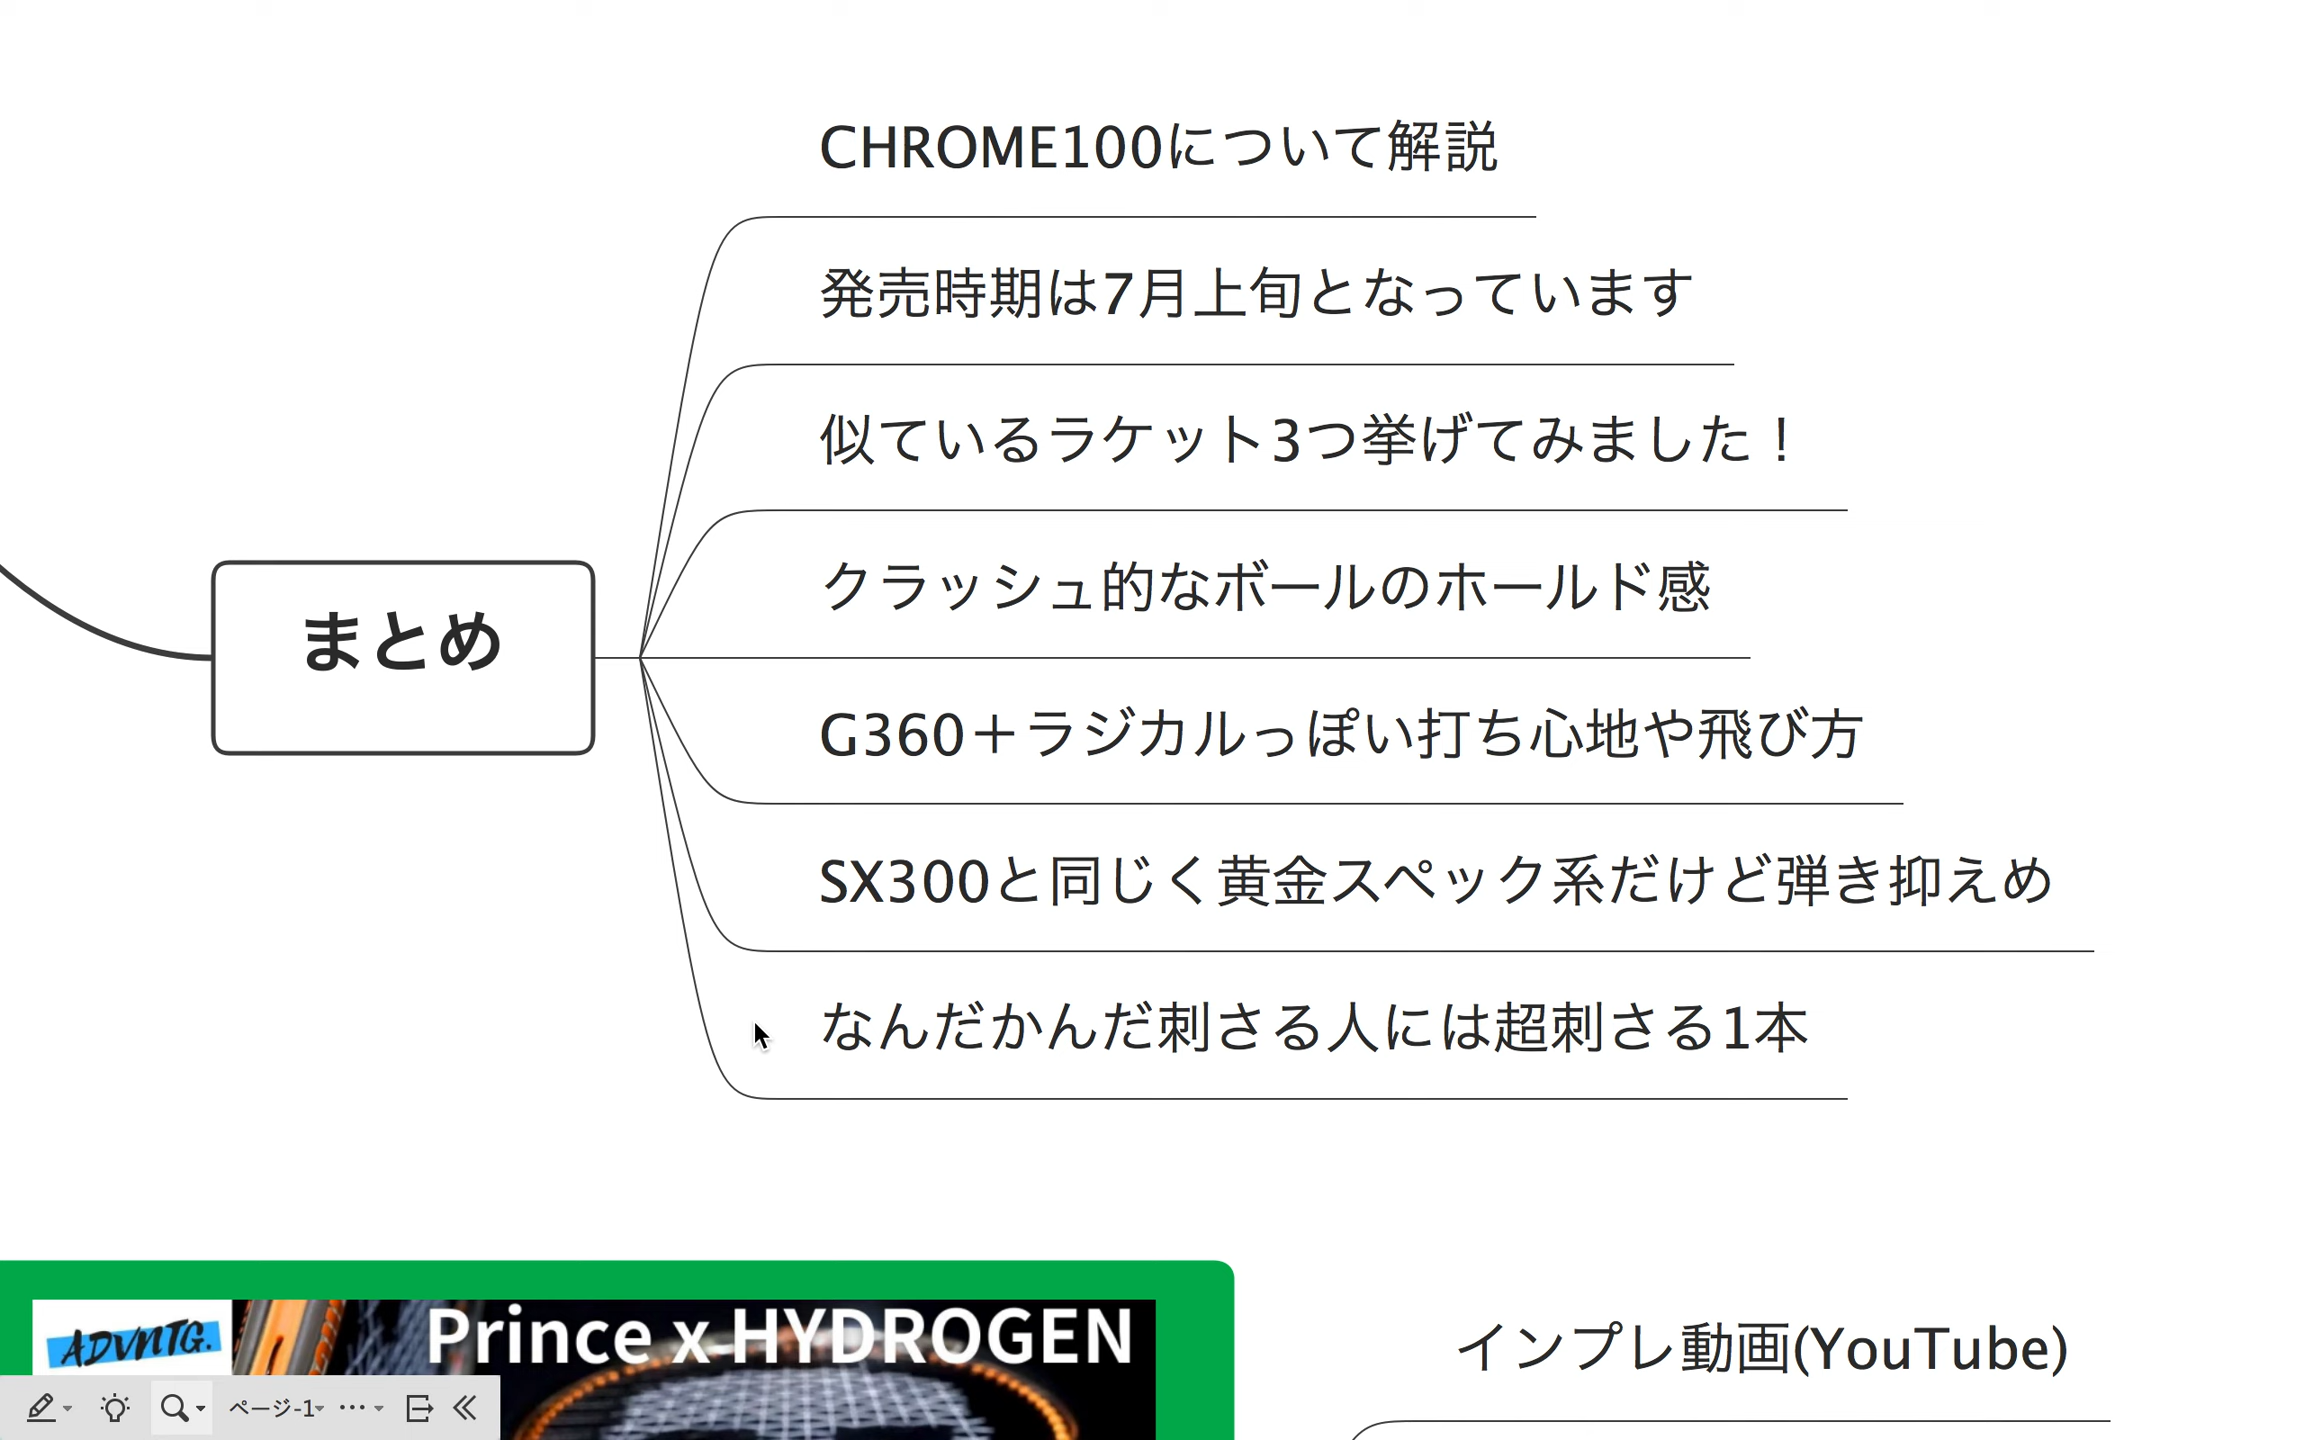 CHROME100について解説
発売時期は7月上旬となっています
似ているラケット3つ挙げてみました！
クラッシュ的なボールのホールド感
まとめ
G360＋ラジカルっぽい打ち心地や飛び方
SX300と同じく黄金スペック系だけど弾き抑えめ
なんだかんだ刺さる人には超刺さる1本
ADVNTG.
Prince x HYDROGEN
インプレ動画(YouTube)
ページ-1